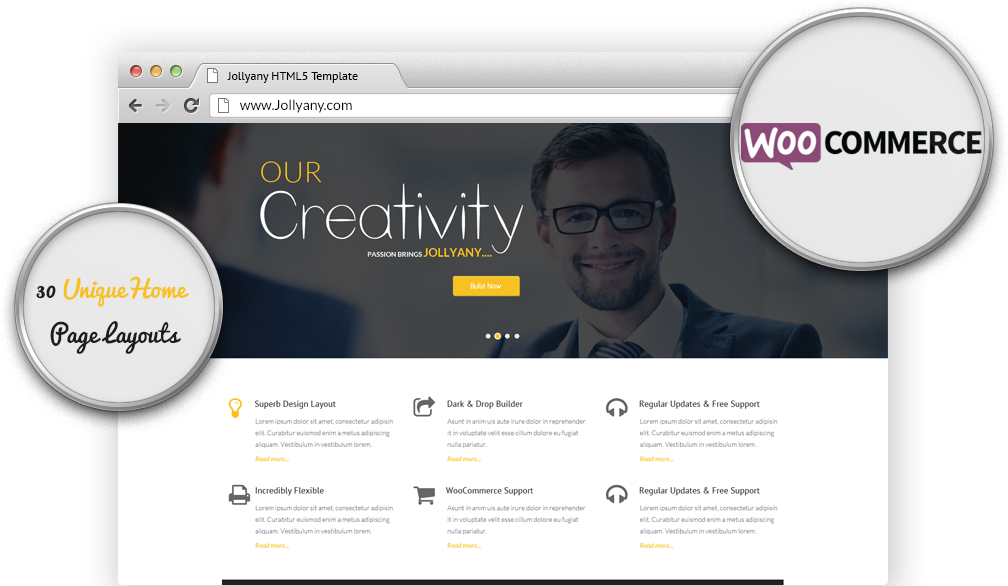 Jollyany HTML5 Template
www.Jollyany.com
WOO COMMERCE
OUR
Creativity
PASSION BRINGS JOLLYANY....
Build Now
30 Unique Home
Page Layouts
Superb Design Layout
Lorem ipsum dolor sit amet, consectetur adipisicn
elit. Curabitur euismod enim a metus adipiscing
aliquam. Vestibulum in vestibulum lorem.
Read more...
Dark & Drop Builder
Asunt in anim uis aute irure dolor in reprehender
it in voluptate velit esse cillum dolore eu fugiat
nulla pariatur.
Read more...
Regular Updates & Free Support
Lorem ipsum dolor sit amet, consectetur adipisicn
elit. Curabitur euismod enim a metus adipiscing
aliquam. Vestibulum in vestibulum lorem.
Read more...
Incredibly Flexible
Lorem ipsum dolor sit amet, consectetur adipisicn
elit. Curabitur euismod enim a metus adipiscing
aliquam. Vestibulum in vestibulum lorem.
Read more...
WooCommerce Support
Asunt in anim uis aute irure dolor in reprehender
it in voluptate velit esse cillum dolore eu fugiat
nulla pariatur.
Read more...
Regular Updates & Free Support
Lorem ipsum dolor sit amet, consectetur adipisicn
elit. Curabitur euismod enim a metus adipiscing
aliquam. Vestibulum in vestibulum lorem.
Read more...